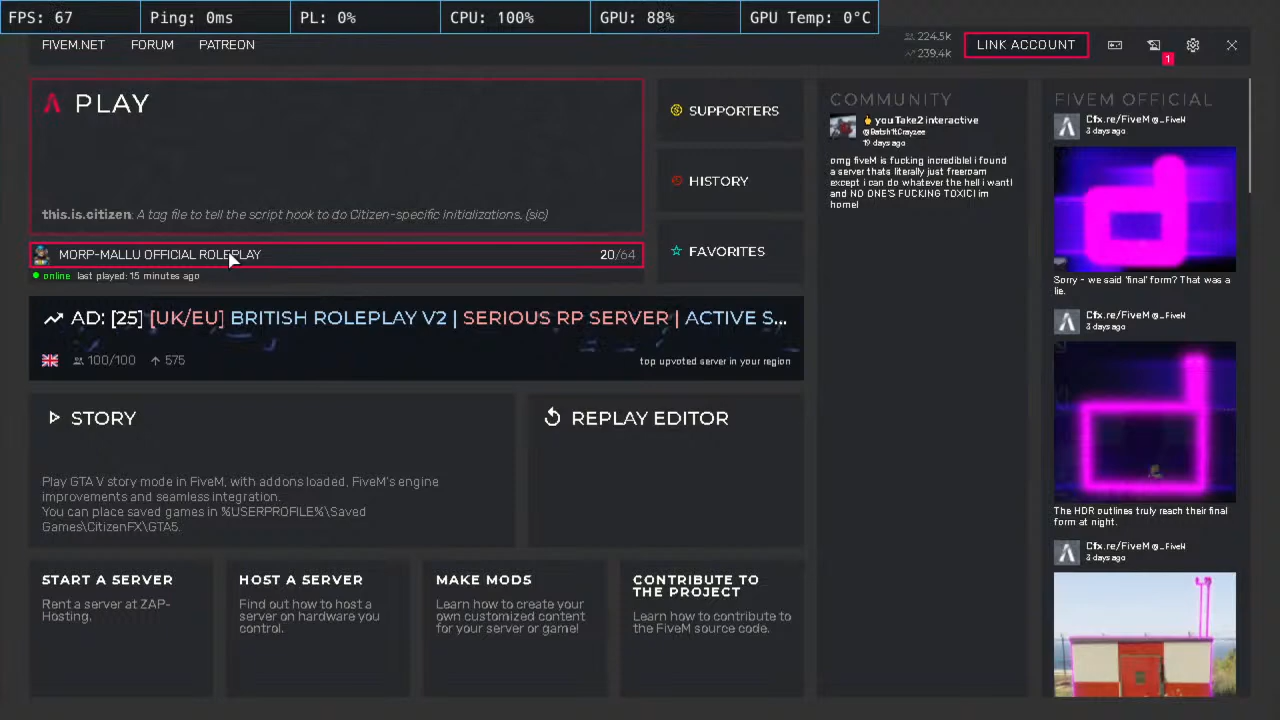 FPS: 67
Ping: 0ms
PL: 0%
CPU: 100%
GPU: 88%
GPU Temp: 0°C
FIVEM.NET
FORUM
PATREON
224.5k
239.4k
LINK ACCOUNT
1
PLAY
this.is.citizen: A tag file to tell the script hook to do Citizen-specific initializations. (sic)
MORP-MALLU OFFICIAL ROLEPLAY
20/64
online last played: 15 minutes ago
SUPPORTERS
HISTORY
FAVORITES
AD: [25] [UK/EU] BRITISH ROLEPLAY V2 | SERIOUS RP SERVER | ACTIVE S...
100/100
575
top upvoted server in your region
STORY
Play GTA V story mode in FiveM, with addons loaded, FiveM's engine
improvements and seamless integration.
You can place saved games in %USERPROFILE%\Saved
Games\CitizenFX\GTA5.
REPLAY EDITOR
START A SERVER
Rent a server at ZAP-
Hosting.
HOST A SERVER
Find out how to host a
server on hardware you
control.
MAKE MODS
Learn how to create your
own customized content
for your server or game!
CONTRIBUTE TO
THE PROJECT
Learn how to contribute to
the FiveM source code.
COMMUNITY
youTake2 interactive
@Batsh1tCrayzee
19 days ago
omg fiveM is fucking incredible! i found
a server thats literally just freeroam
except i can do whatever the hell i want!
and NO ONE'S FUCKING TOXIC! im
home!
FIVEM OFFICIAL
Cfx.re/FiveM @_FiveM
3 days ago
Sorry - we said 'final' form? That was a
lie.
Cfx.re/FiveM @_FiveM
3 days ago
The HDR outlines truly reach their final
form at night.
Cfx.re/FiveM @_FiveM
3 days ago